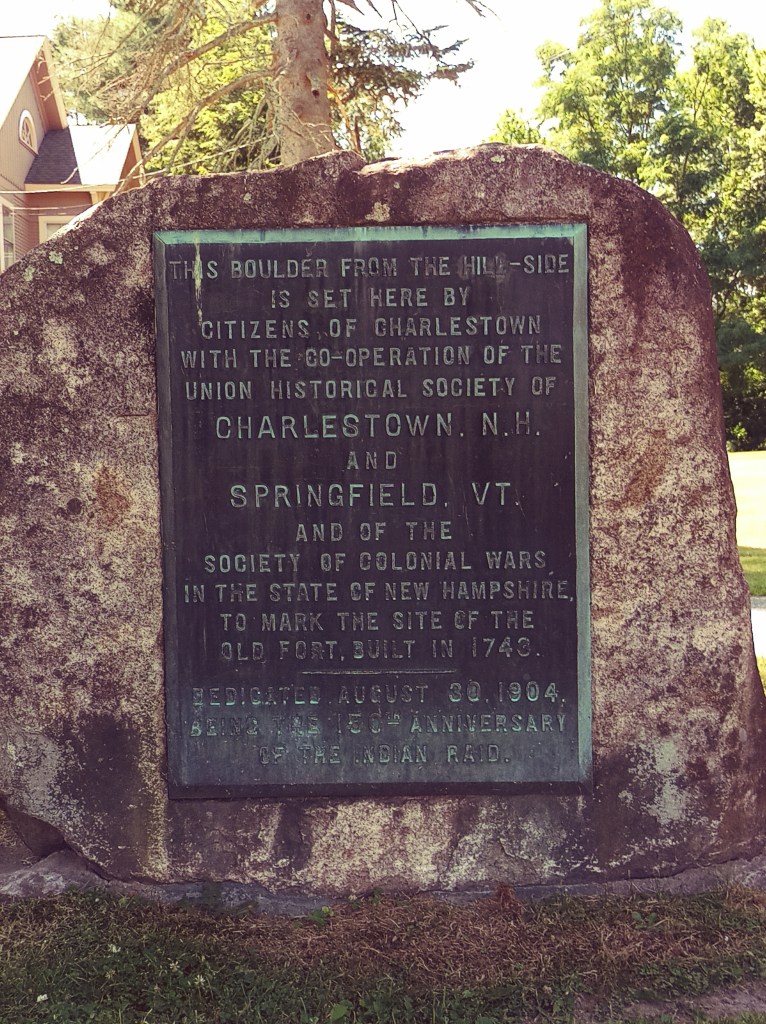 THIS BOULDER FROM THE HILL-SIDE
IS SET HERE BY
CITIZENS OF CHARLESTOWN
WITH THE CO-OPERATION OF THE
UNION HISTORICAL SOCIETY OF
CHARLESTOWN, N.H.
AND
SPRINGFIELD, VT.
AND OF THE
SOCIETY OF COLONIAL WARS
IN THE STATE OF NEW HAMPSHIRE,
TO MARK THE SITE OF THE
OLD FORT, BUILT IN 1743.
DEDICATED AUGUST 30, 1904,
BEING THE 150TH ANNIVERSARY
OF THE INDIAN RAID.